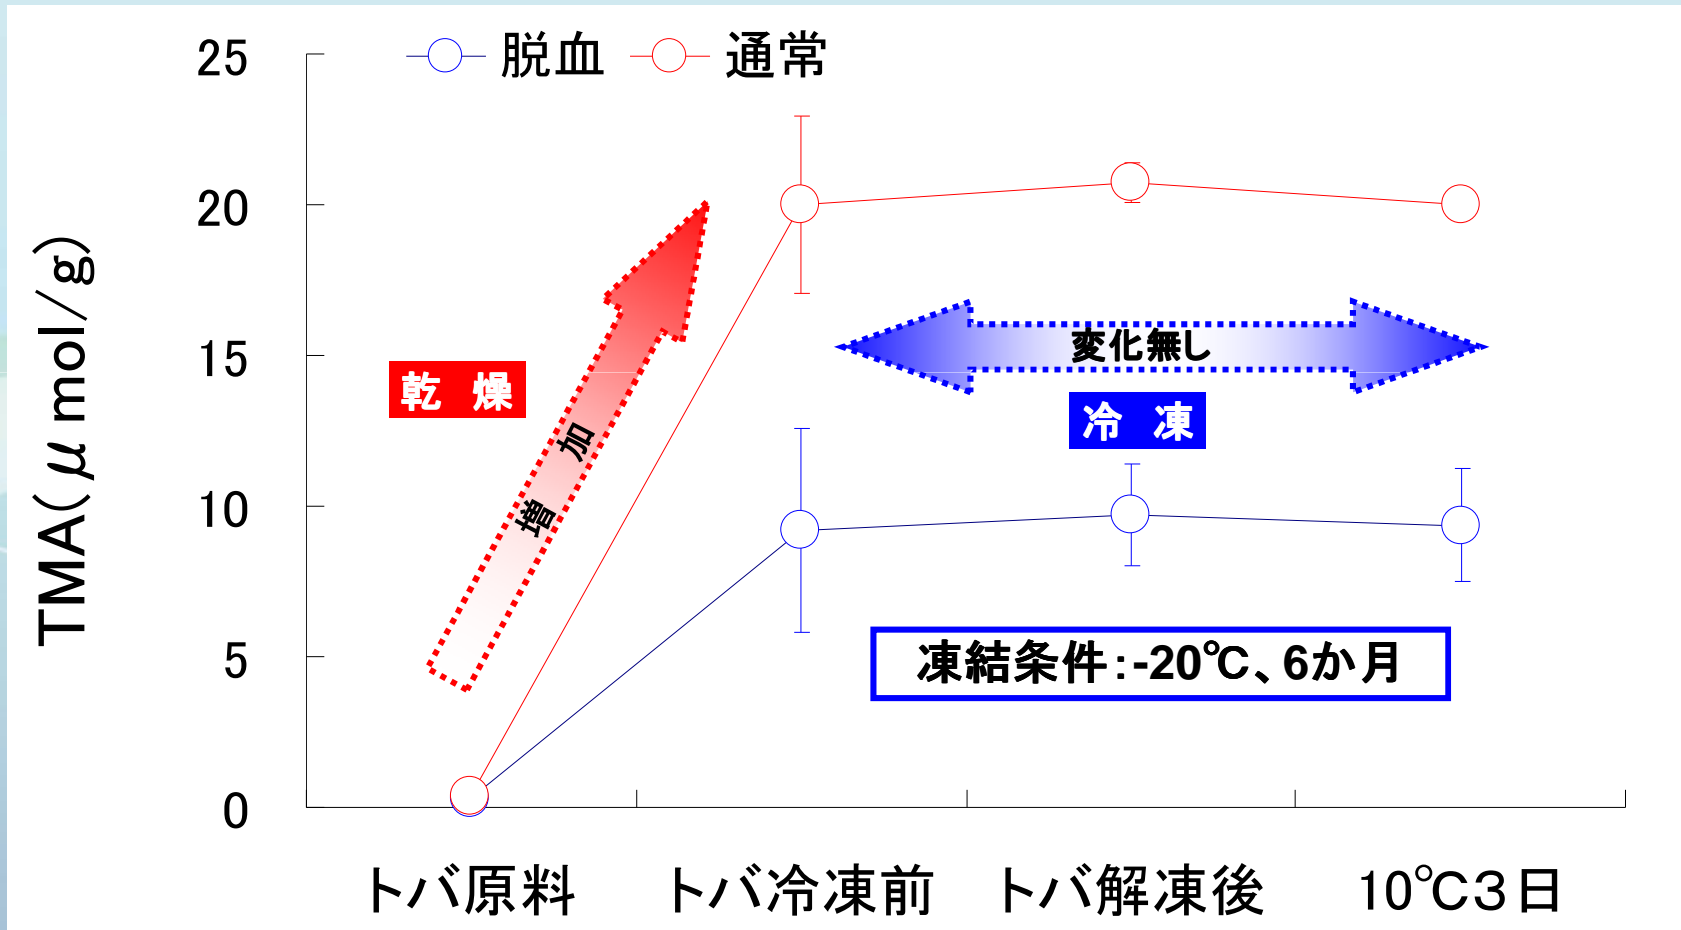 脱血 通常
TMA(μmol/g)
25
20
15
10
5
0
乾 燥
増 加
変化無し
冷 凍
凍結条件:-20℃、6か月
トバ原料 トバ冷凍前 トバ解凍後 10℃3日